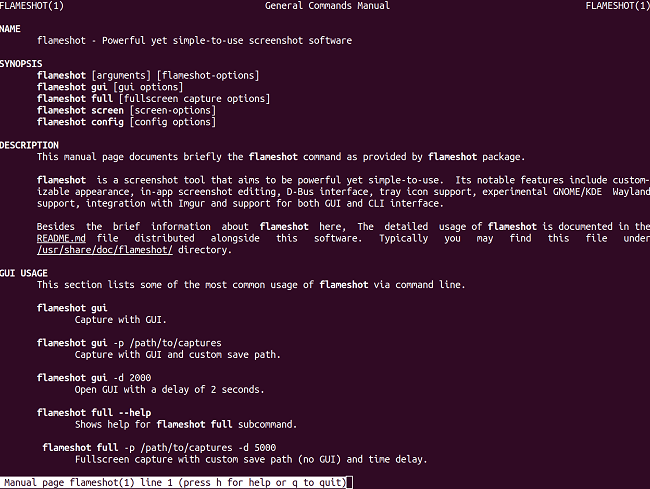 FLAMESHOT(1) General Commands Manual FLAMESHOT(1)
NAME
flameshot - Powerful yet simple-to-use screenshot software
SYNOPSIS
flameshot [arguments] [flameshot-options]
flameshot gui [gui options]
flameshot full [fullscreen capture options]
flameshot screen [screen-options]
flameshot config [config options]
DESCRIPTION
This manual page documents briefly the flameshot command as provided by flameshot package.
flameshot is a screenshot tool that aims to be powerful yet simple-to-use. Its notable features include custom-
izable appearance, in-app screenshot editing, D-Bus interface, tray icon support, experimental GNOME/KDE Wayland
support, integration with Imgur and support for both GUI and CLI interface.
Besides the brief information about flameshot here, The detailed usage of flameshot is documented in the
README.md file distributed alongside this software. Typically you may find this file under
/usr/share/doc/flameshot/ directory.
GUI USAGE
This section lists some of the most common usage of flameshot via command line.
flameshot gui
Capture with GUI.
flameshot gui -p /path/to/captures
Capture with GUI and custom save path.
flameshot gui -d 2000
Open GUI with a delay of 2 seconds.
flameshot full --help
Shows help for flameshot full subcommand.
flameshot full -p /path/to/captures -d 5000
Fullscreen capture with custom save path (no GUI) and time delay.
Manual page flameshot(1) line 1 (press h for help or q to quit)